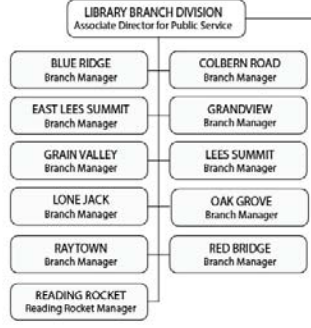 LIBRARY BRANCH DIVISION
Associate Director for Public Service
BLUE RIDGE
Branch Manager
COLBERN ROAD
Branch Manager
EAST LEES SUMMIT
Branch Manager
GRANDVIEW
Branch Manager
GRAIN VALLEY
Branch Manager
LEES SUMMIT
Branch Manager
LONE JACK
Branch Manager
OAK GROVE
Branch Manager
RAYTOWN
Branch Manager
RED BRIDGE
Branch Manager
READING ROCKET
Reading Rocket Manager